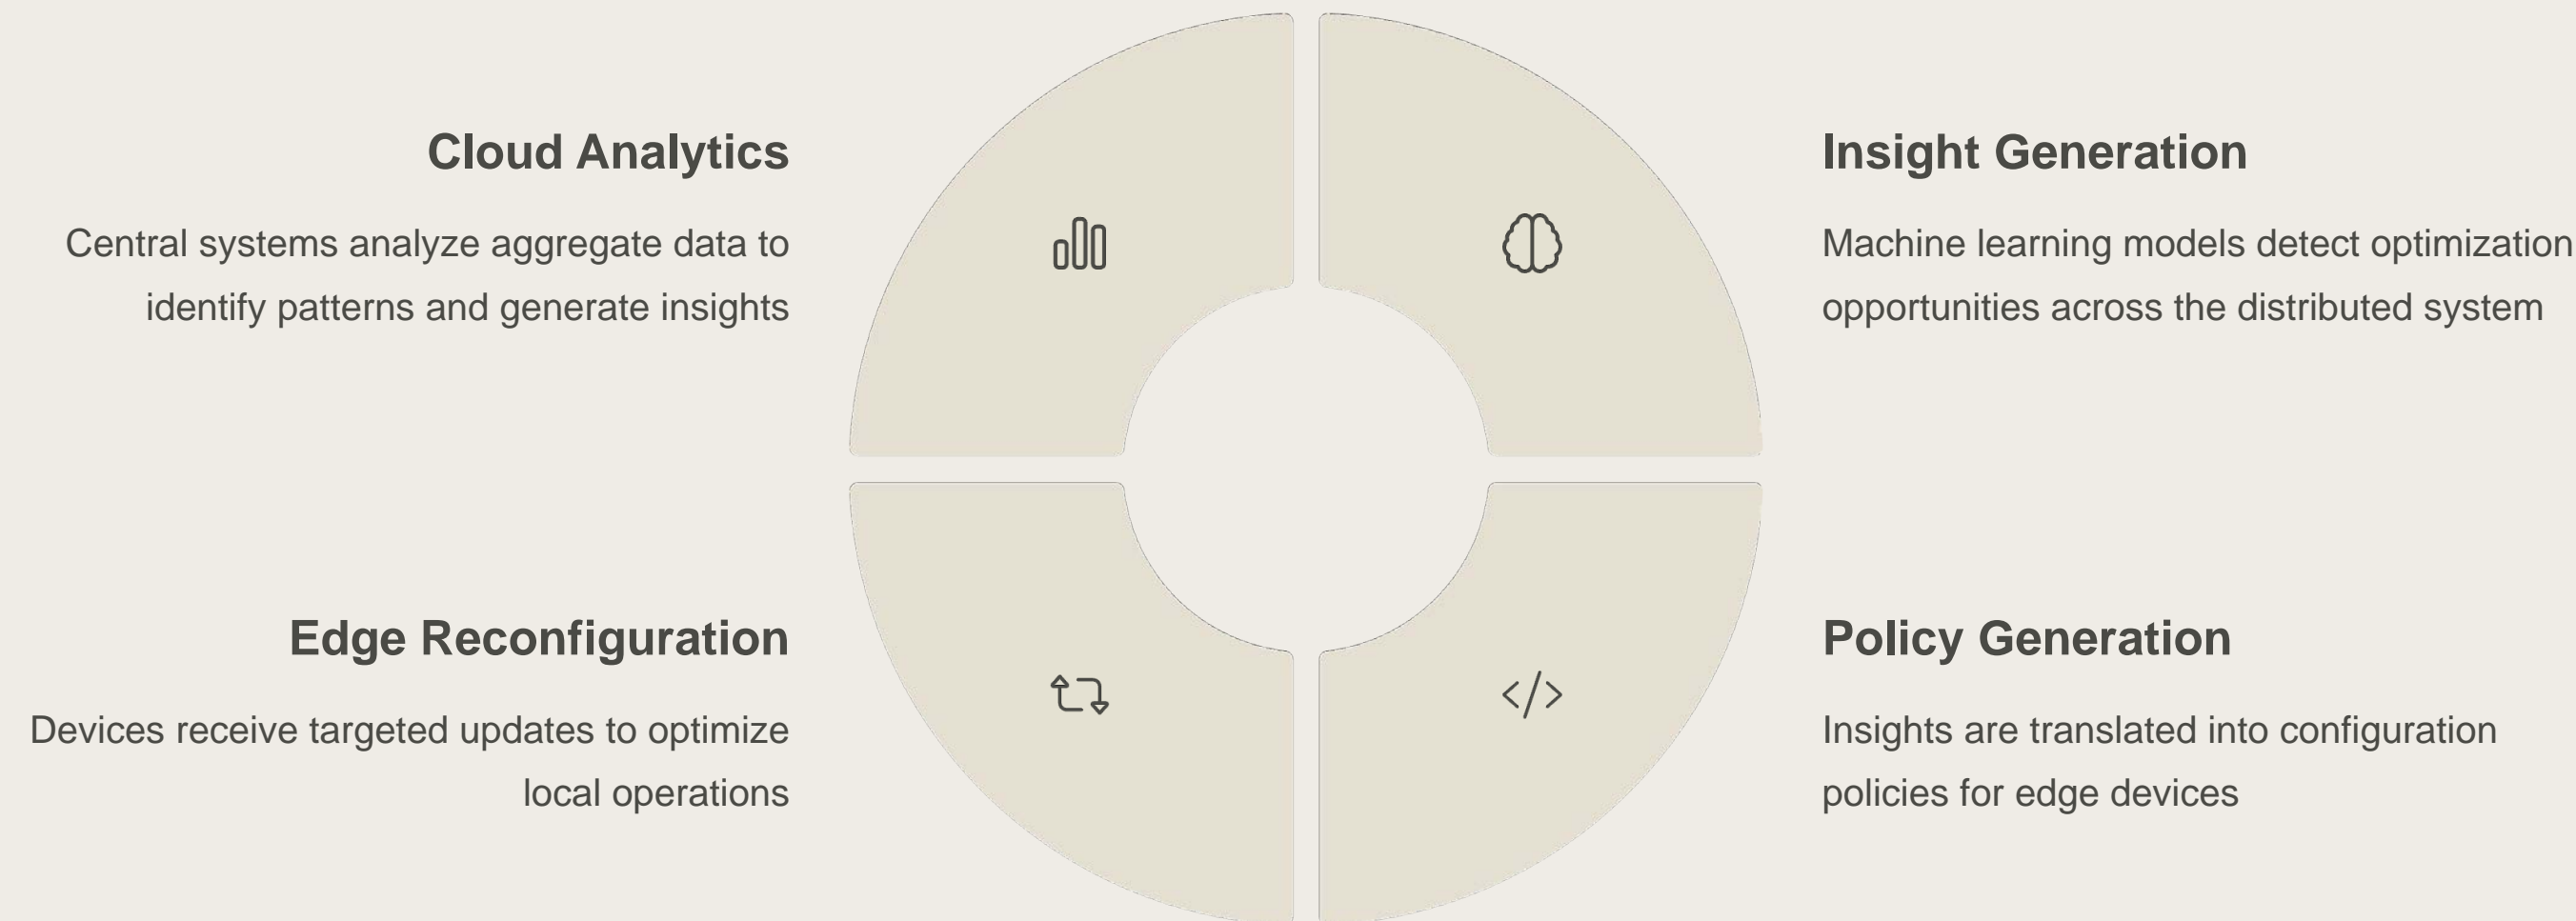 Cloud Analytics
Central systems analyze aggregate data to
identify patterns and generate insights
Insight Generation
Machine learning models detect optimization
opportunities across the distributed system
Edge Reconfiguration
Devices receive targeted updates to optimize
local operations
Policy Generation
Insights are translated into configuration
policies for edge devices